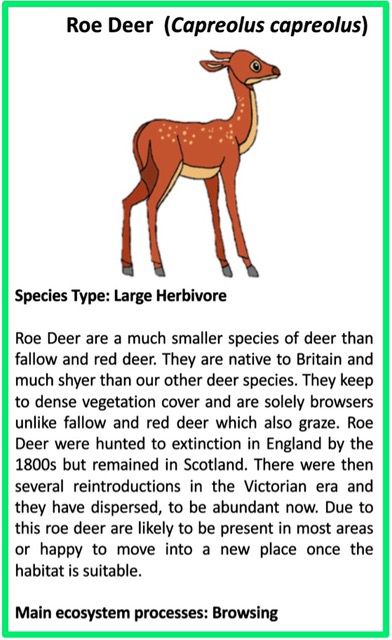 Roe Deer (Capreolus capreolus)
Species Type: Large Herbivore
Roe Deer are a much smaller species of deer than
fallow and red deer. They are native to Britain and
much shyer than our other deer species. They keep
to dense vegetation cover and are solely browsers
unlike fallow and red deer which also graze. Roe
Deer were hunted to extinction in England by the
1800s but remained in Scotland. There were then
several reintroductions in the Victorian era and
they have dispersed, to be abundant now. Due to
this roe deer are likely to be present in most areas
or happy to move into a new place once the
habitat is suitable.
Main ecosystem processes: Browsing